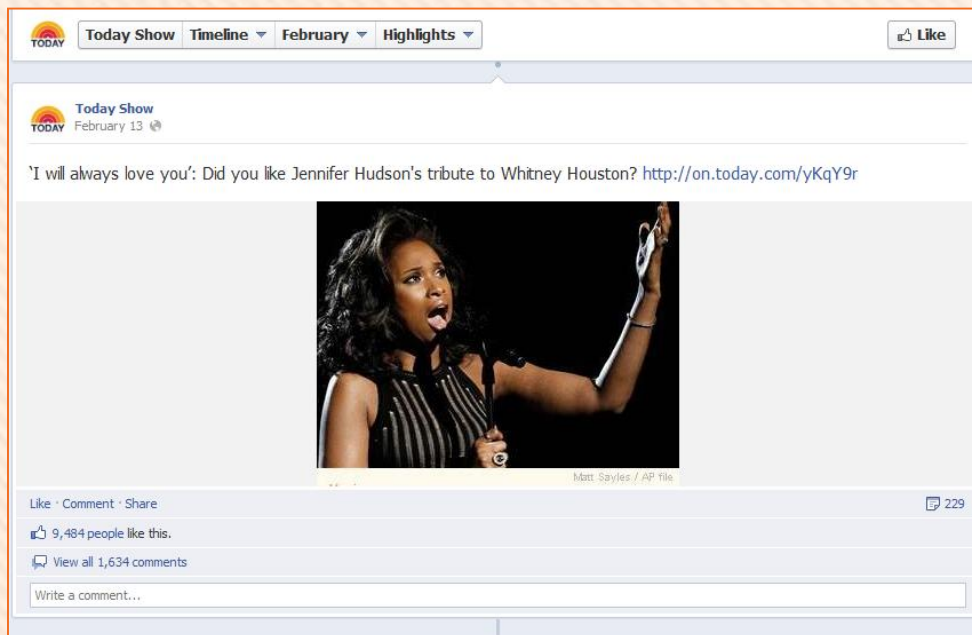 TODAY
Today Show Timeline February Highlights
Like
TODAY
Today Show
February 13
‘I will always love you’: Did you like Jennifer Hudson's tribute to Whitney Houston? http://on.today.com/yKqY9r
Matt Sayles / AP file
Like · Comment · Share
229
9,484 people like this.
View all 1,634 comments
Write a comment...